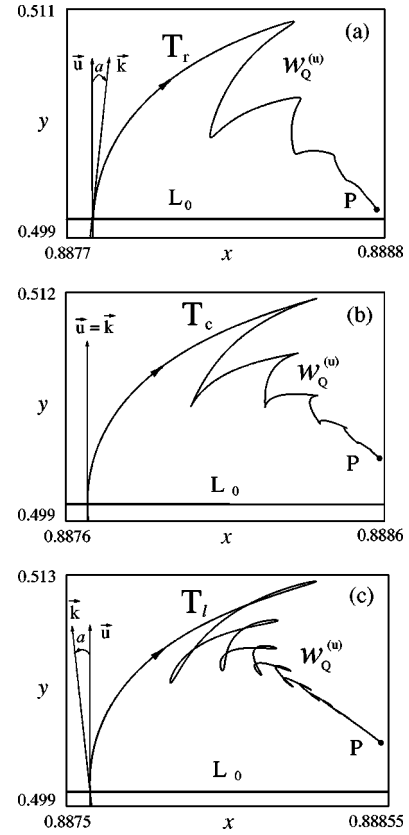 0.511
(a)
T_r
u⃗ a k⃗
W_Q^(u)
y
L_0
P
0.499
0.8877
x
0.8888
0.512
(b)
T_c
u⃗ = k⃗
W_Q^(u)
y
L_0
P
0.499
0.8876
x
0.8886
0.513
(c)
T_l
k⃗ a u⃗
W_Q^(u)
y
L_0
P
0.499
0.8875
x
0.88855